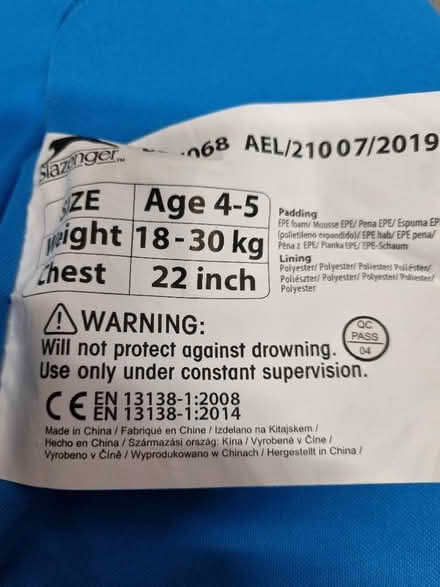 Slazenger™
068 AEL/21007/2019
SIZE Age 4-5
Weight 18-30 kg
Chest 22 inch
Padding
EPE foam/ Mousse EPE/ Pena EPE/ Espuma EPE
(polietileno expandido)/ EPE hab/ EPE pena/
Pěna z EPE/ Pianka EPE/ EPE-Schaum
Lining
Polyester/ Polyester/ Poliester/ Poliéster/
Poliészter/ Polyester/ Polyester/ Poliester/
Polyester
WARNING:
Will not protect against drowning.
Use only under constant supervision.
QC
PASS
04
CE EN 13138-1:2008
EN 13138-1:2014
Made in China / Fabriqué en Chine / Izdelano na Kitajskem /
Hecho en China / Származási ország: Kína / Vyrobené v Číne /
Vyrobeno v Číně / Wyprodukowano w Chinach / Hergestellt in China /